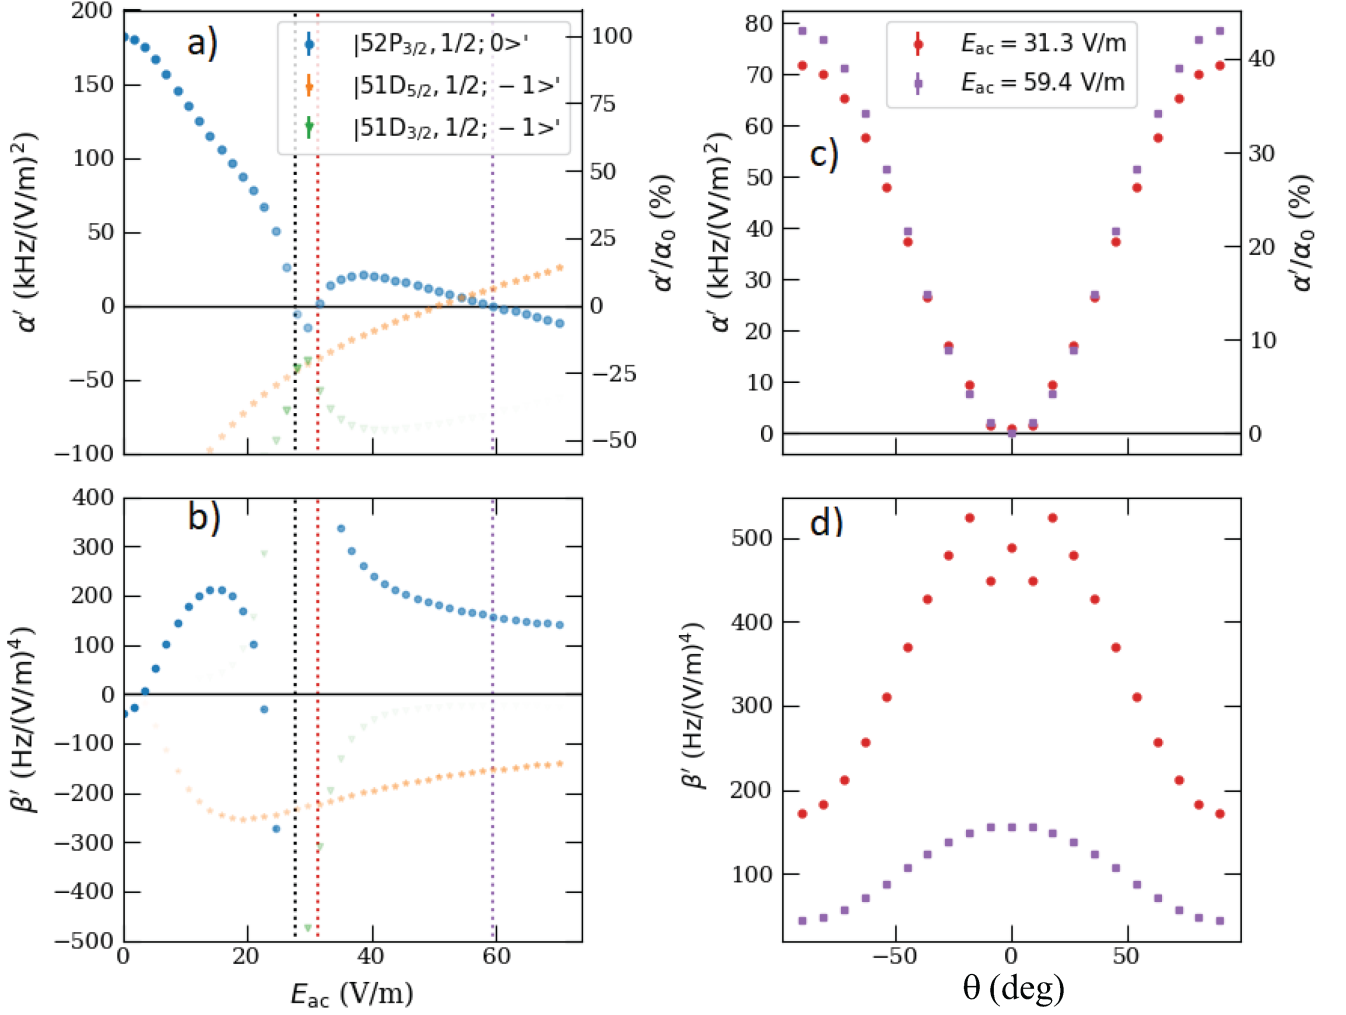 a)
200
150
100
50
0
−50
−100
α′ (kHz/(V/m)²)
|52P₃/₂, 1/2; 0>'
|51D₅/₂, 1/2; −1>'
|51D₃/₂, 1/2; −1>'
100
75
50
25
0
−25
−50
α′/α₀ (%)
c)
80
70
60
50
40
30
20
10
0
α′ (kHz/(V/m)²)
E_ac = 31.3 V/m
E_ac = 59.4 V/m
40
30
20
10
0
α′/α₀ (%)
b)
400
300
200
100
0
−100
−200
−300
−400
−500
β′ (Hz/(V/m)⁴)
0 20 40 60
E_ac (V/m)
d)
500
400
300
200
100
β′ (Hz/(V/m)⁴)
−50 0 50
θ (deg)